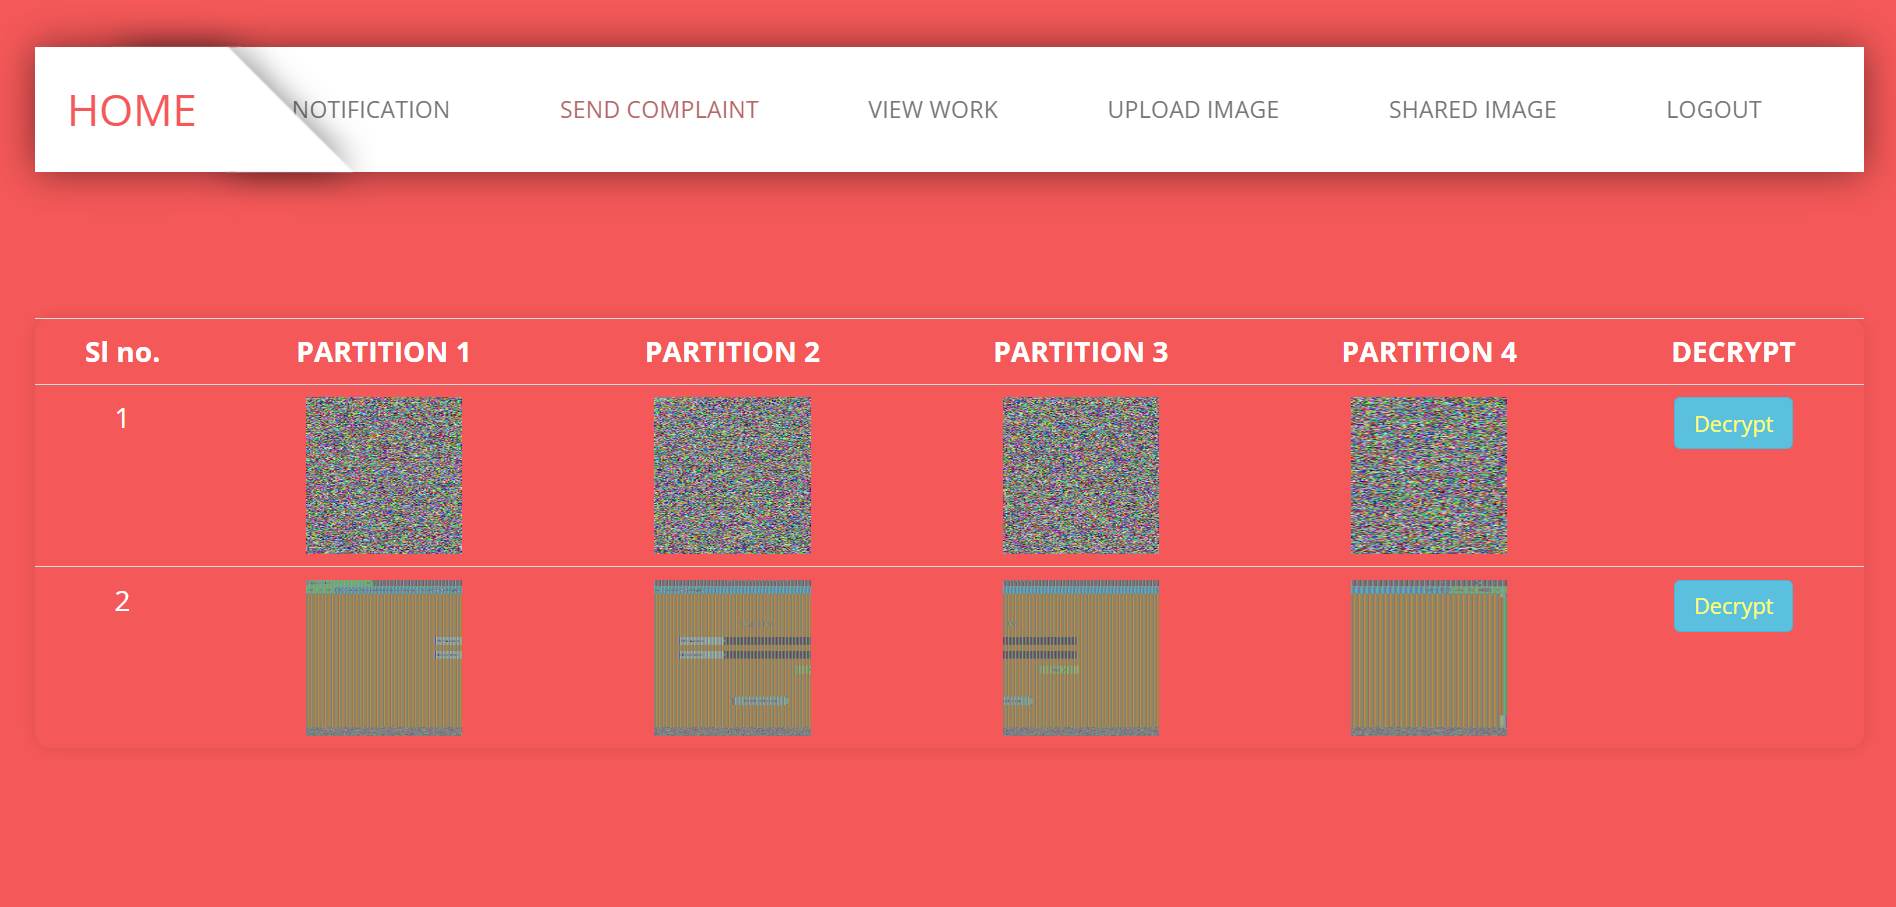 HOME NOTIFICATION SEND COMPLAINT VIEW WORK UPLOAD IMAGE SHARED IMAGE LOGOUT
Sl no. PARTITION 1 PARTITION 2 PARTITION 3 PARTITION 4 DECRYPT
1 Decrypt
2 Decrypt